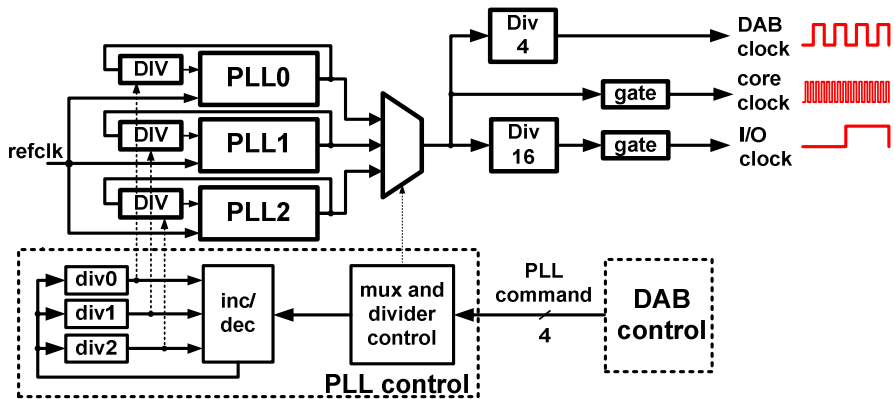 Div
4
DAB
clock
DIV
PLL0
gate
core
clock
DIV
PLL1
refclk
Div
16
gate
I/O
clock
DIV
PLL2
div0
div1
div2
inc/
dec
mux and
divider
control
PLL
command
4
DAB
control
PLL control